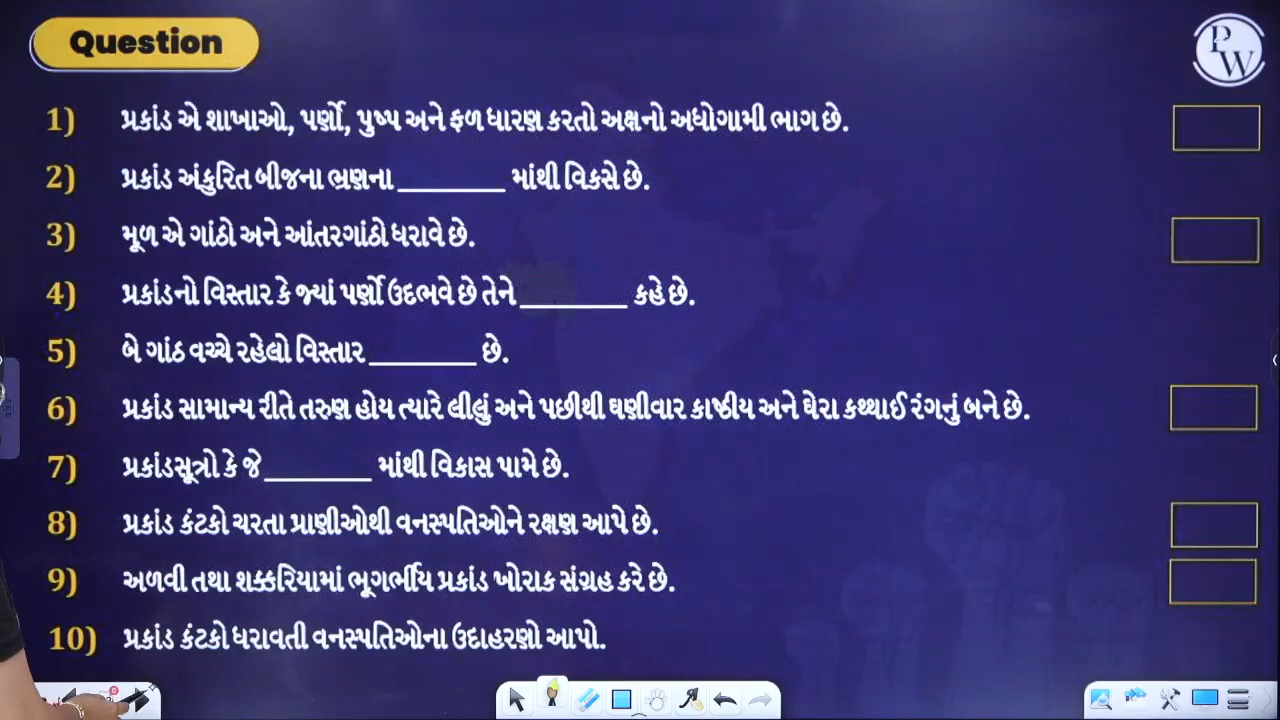 Question
PW
1) પ્રકાંડ એ શાખાઓ, પર્ણો, પુષ્પ અને ફળ ધારણ કરતો અક્ષનો અધોગામી ભાગ છે.
2) પ્રકાંડ અંકુરિત બીજના ભ્રણના ________ માંથી વિકસે છે.
3) મૂળ એ ગાંઠો અને આંતરગાંઠો ધરાવે છે.
4) પ્રકાંડનો વિસ્તાર કે જ્યાં પર્ણો ઉદભવે છે તેને ________ કહે છે.
5) બે ગાંઠ વચ્ચે રહેલો વિસ્તાર ________ છે.
6) પ્રકાંડ સામાન્ય રીતે તરુણ હોય ત્યારે લીલું અને પછીથી ઘણીવાર કાષ્ઠીય અને ઘેરા કથ્થાઈ રંગનું બને છે.
7) પ્રકાંડસૂત્રો કે જે ________ માંથી વિકાસ પામે છે.
8) પ્રકાંડ કંટકો ચરતા પ્રાણીઓથી વનસ્પતિઓને રક્ષણ આપે છે.
9) અળવી તથા શક્કરિયામાં ભૂગર્ભીય પ્રકાંડ ખોરાક સંગ્રહ કરે છે.
10) પ્રકાંડ કંટકો ધરાવતી વનસ્પતિઓના ઉદાહરણો આપો.